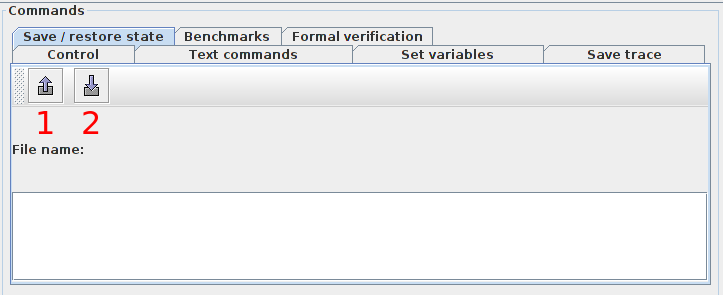 Commands
Save / restore state Benchmarks Formal verification
Control Text commands Set variables Save trace
1 2
File name: